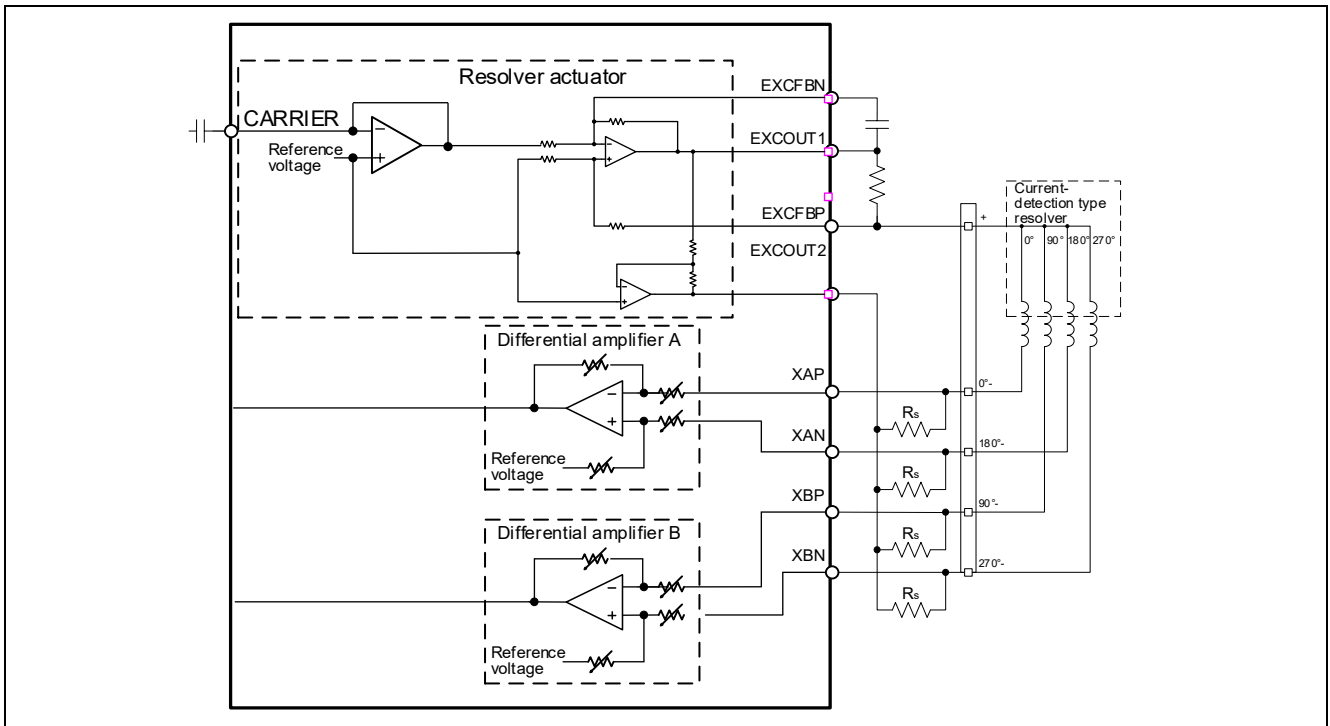 Resolver actuator
CARRIER
Reference
voltage
−
+
−
+
−
+
EXCFBN
EXCOUT1
EXCFBP
EXCOUT2
+
Current-
detection type
resolver
0° 90° 180° 270°
Differential amplifier A
−
+
Reference
voltage
XAP
XAN
Rs
Rs
0°-
180°-
Differential amplifier B
−
+
Reference
voltage
XBP
XBN
Rs
Rs
90°-
270°-